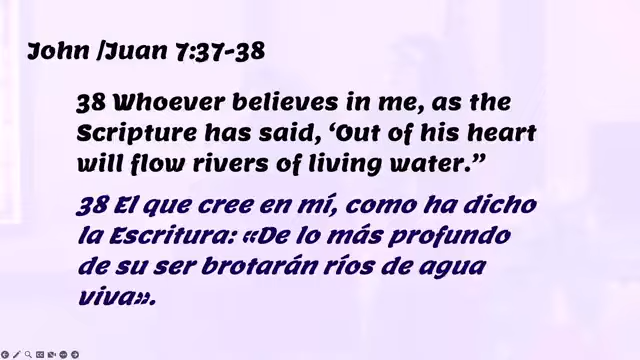 John /Juan 7:37-38
38 Whoever believes in me, as the
Scripture has said, ‘Out of his heart
will flow rivers of living water.”
38 El que cree en mí, como ha dicho
la Escritura: «De lo más profundo
de su ser brotarán ríos de agua
viva».